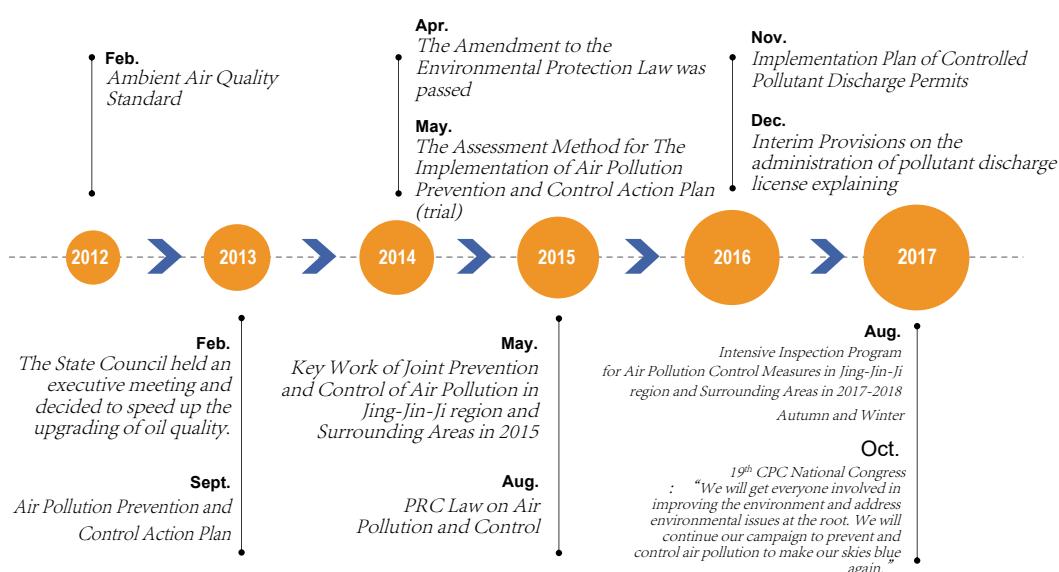 Feb.
Ambient Air Quality
Standard
Apr.
The Amendment to the
Environmental Protection Law was
passed
May.
The Assessment Method for The
Implementation of Air Pollution
Prevention and Control Action Plan
(trial)
Nov.
Implementation Plan of Controlled
Pollutant Discharge Permits
Dec.
Interim Provisions on the
administration of pollutant discharge
license explaining
2012
2013
2014
2015
2016
2017
Feb.
The State Council held an
executive meeting and
decided to speed up the
upgrading of oil quality.
Sept.
Air Pollution Prevention and
Control Action Plan
May.
Key Work of Joint Prevention
and Control of Air Pollution in
Jing-Jin-Ji region and
Surrounding Areas in 2015
Aug.
PRC Law on Air
Pollution and Control
Aug.
Intensive Inspection Program
for Air Pollution Control Measures in Jing-Jin-Ji
region and Surrounding Areas in 2017-2018
Autumn and Winter
Oct.
19th CPC National Congress
： “We will get everyone involved in
improving the environment and address
environmental issues at the root. We will
continue our campaign to prevent and
control air pollution to make our skies blue
again.”